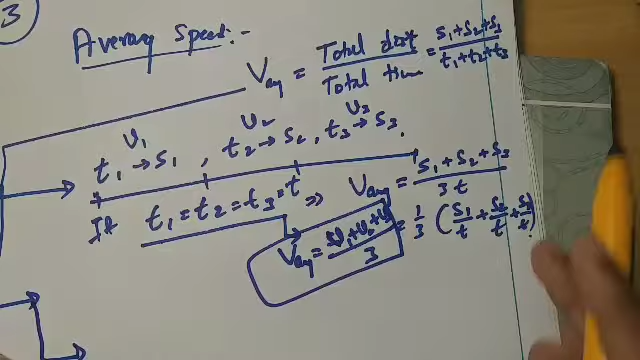 3
Average Speed:-
Vav = Total dist / Total time = S1+S2+S3 / t1+t2+t3
V1 V2 V3
t1→S1, t2→S2, t3→S3.
If t1=t2=t3=t ⇒ Vav = S1+S2+S3 / 3t
= 1/3 (S1/t + S2/t + S3/t)
Vav = V1+V2+V3 / 3